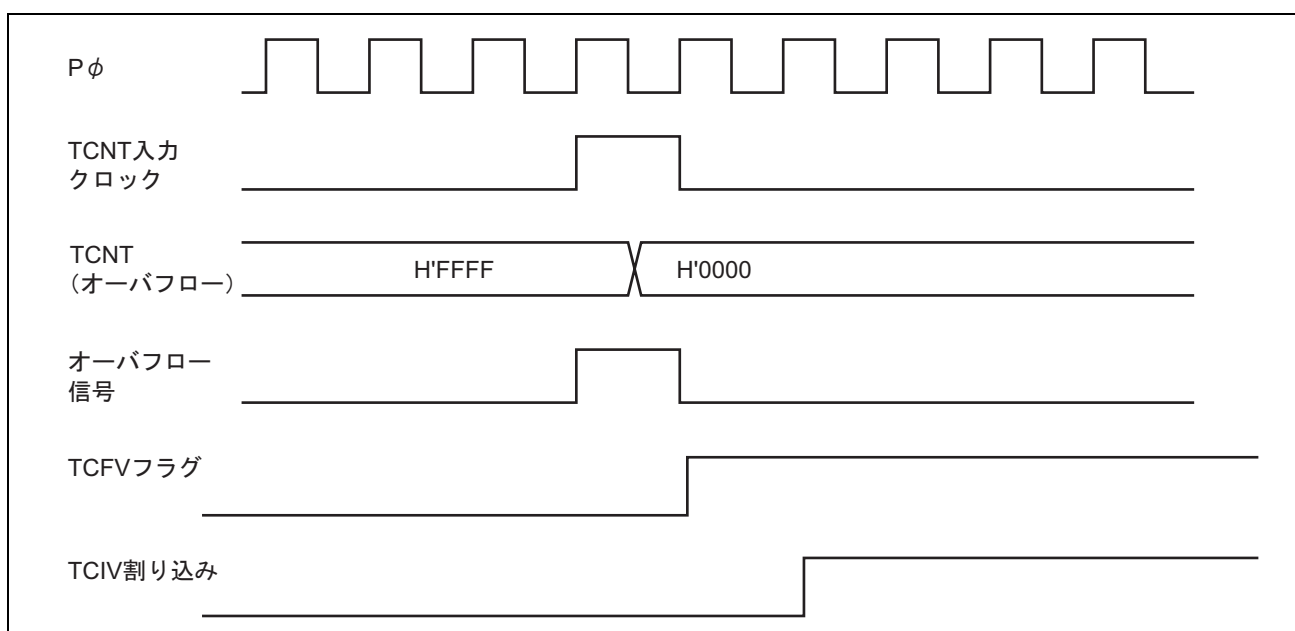 Pφ
TCNT入力
クロック
TCNT
（オーバフロー）
H'FFFF
H'0000
オーバフロー
信号
TCFVフラグ
TCIV割り込み